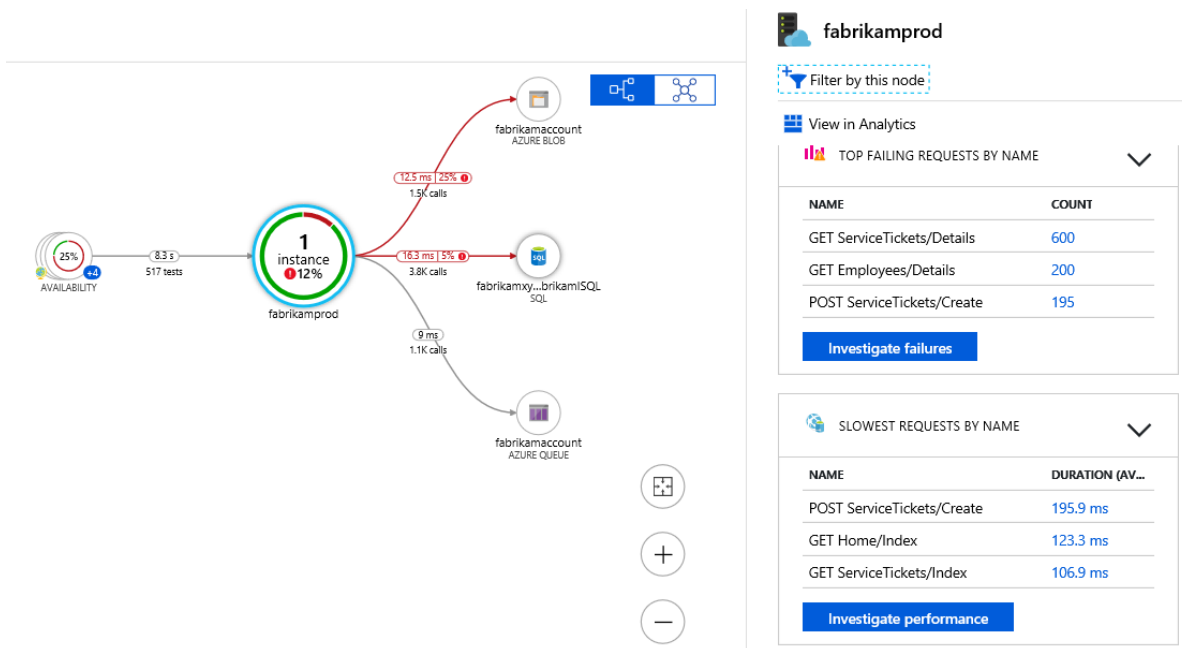 fabrikamaccount
AZURE BLOB
12.5 ms | 25%
1.5K calls
25%
+4
AVAILABILITY
8.3 s
517 tests
1
instance
12%
fabrikamprod
16.3 ms | 5%
3.8K calls
SQL
fabrikamxy...brikamISQL
SQL
9 ms
1.1K calls
fabrikamaccount
AZURE QUEUE
fabrikamprod
Filter by this node
View in Analytics
TOP FAILING REQUESTS BY NAME
NAME COUNT
GET ServiceTickets/Details 600
GET Employees/Details 200
POST ServiceTickets/Create 195
Investigate failures
SLOWEST REQUESTS BY NAME
NAME DURATION (AV...
POST ServiceTickets/Create 195.9 ms
GET Home/Index 123.3 ms
GET ServiceTickets/Index 106.9 ms
Investigate performance